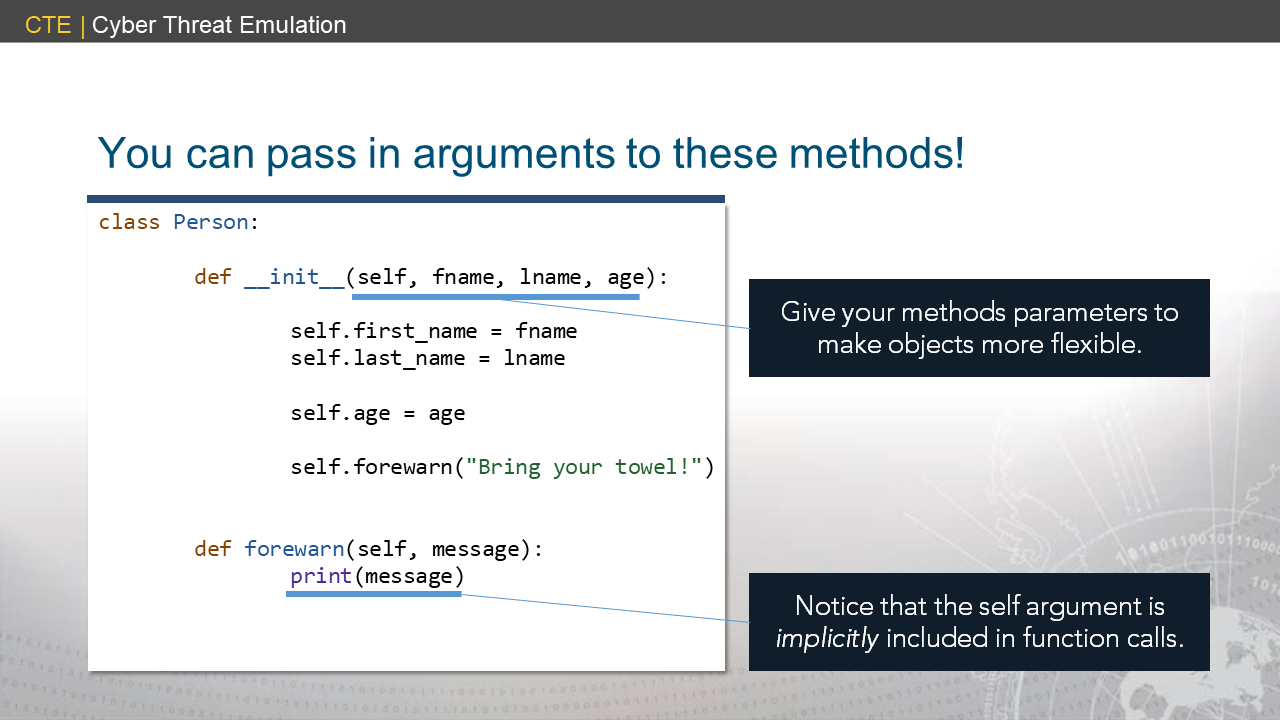 CTE | Cyber Threat Emulation
You can pass in arguments to these methods!
class Person:
def __init__(self, fname, lname, age):
self.first_name = fname
self.last_name = lname
self.age = age
self.forewarn("Bring your towel!")
def forewarn(self, message):
print(message)
Give your methods parameters to
make objects more flexible.
Notice that the self argument is
implicitly included in function calls.